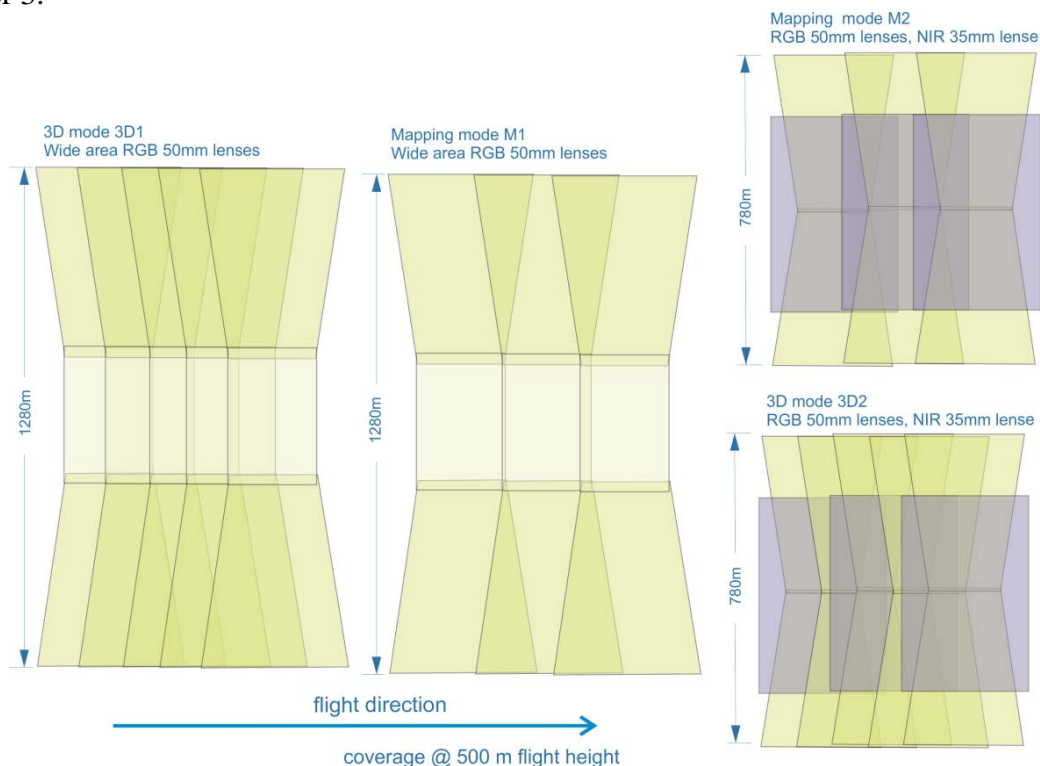 3D mode 3D1
Wide area RGB 50mm lenses
1280m
Mapping mode M1
Wide area RGB 50mm lenses
1280m
Mapping mode M2
RGB 50mm lenses, NIR 35mm lense
780m
3D mode 3D2
RGB 50mm lenses, NIR 35mm lense
780m
flight direction
coverage @ 500 m flight height